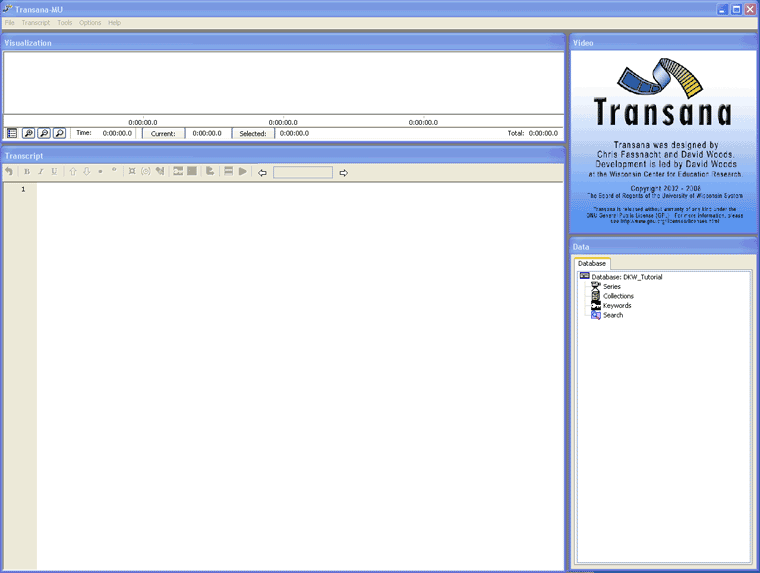 Transana-MU
File Transcript Tools Options Help
Visualization
0:00:00.0 0:00:00.0 0:00:00.0
Time: 0:00:00.0 Current: 0:00:00.0 Selected: 0:00:00.0 Total: 0:00:00.0
Transcript
B I U
1
Video
Transana
Transana was designed by
Chris Fassnacht and David Woods.
Development is led by David Woods
at the Wisconsin Center for Education Research.
Copyright 2002 - 2008
The Board of Regents of the University of Wisconsin System
Transana is released without warranty of any kind under the
GNU General Public License (GPL). For more information, please
see http://www.gnu.org/licenses/licenses.html
Data
Database
Database: DKW_Tutorial
Series
Collections
Keywords
Search